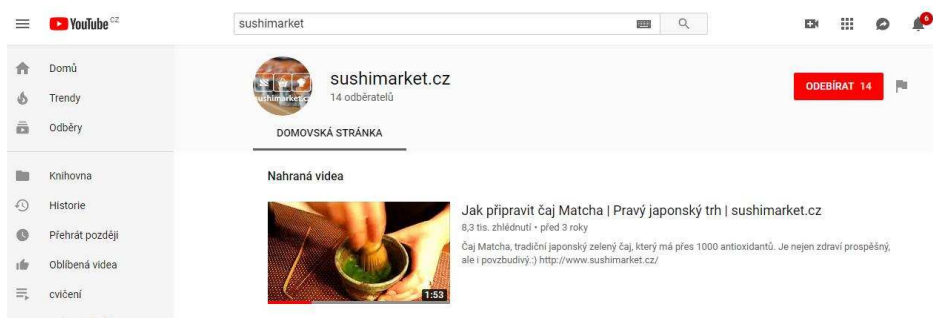 YouTube CZ
sushimarket
6
Domů
Trendy
Odběry
Knihovna
Historie
Přehrát později
Oblíbená videa
cvičení
sushimarket.cz
sushimarket.cz
14 odběratelů
ODEBÍRAT 14
DOMOVSKÁ STRÁNKA
Nahraná videa
1:53
Jak připravit čaj Matcha | Pravý japonský trh | sushimarket.cz
8,3 tis. zhlédnutí • před 3 roky
Čaj Matcha, tradiční japonský zelený čaj, který má přes 1000 antioxidantů. Je nejen zdraví prospěšný,
ale i povzbudivý.:) http://www.sushimarket.cz/